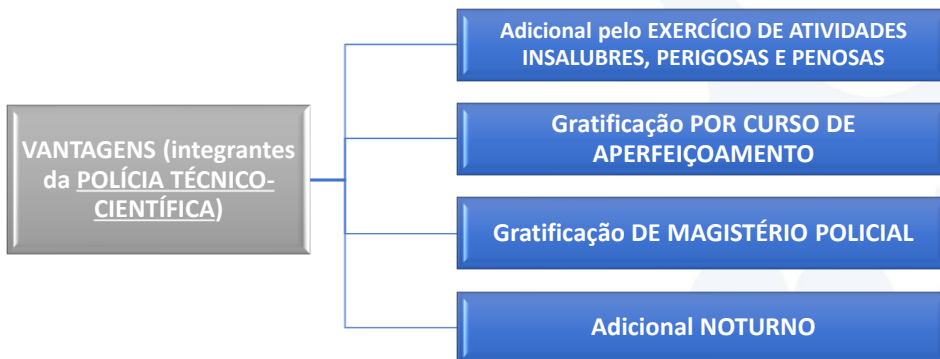 VANTAGENS (integrantes
da POLÍCIA TÉCNICO-
CIENTÍFICA)
Adicional pelo EXERCÍCIO DE ATIVIDADES
INSALUBRES, PERIGOSAS E PENOSAS
Gratificação POR CURSO DE
APERFEIÇOAMENTO
Gratificação DE MAGISTÉRIO POLICIAL
Adicional NOTURNO